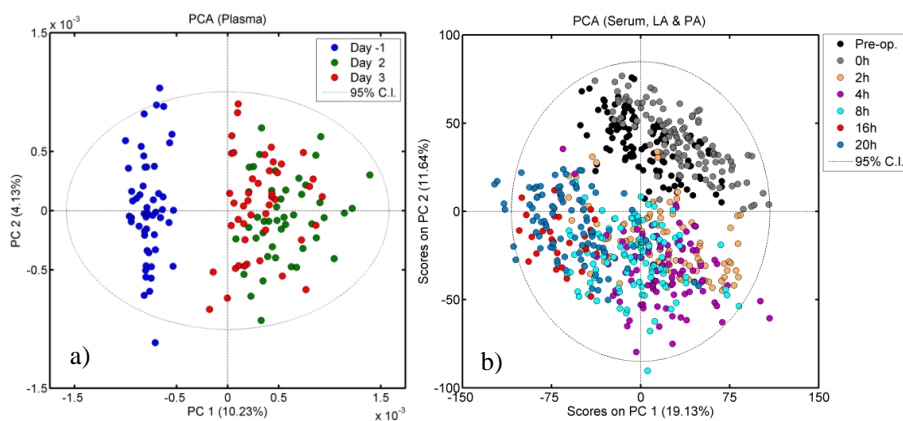 PCA (Plasma)
1.5 x 10⁻³
Day -1
Day 2
Day 3
95% C.I.
0.5
0
-0.5
-1.5
PC 2 (4.13%)
a)
-1.5 -0.5 0 0.5 1.5
PC 1 (10.23%)
x 10⁻³
PCA (Serum, LA & PA)
Pre-op.
0h
2h
4h
8h
16h
20h
95% C.I.
100
50
0
-50
-100
Scores on PC 2 (11.64%)
b)
-150 -75 0 75 150
Scores on PC 1 (19.13%)